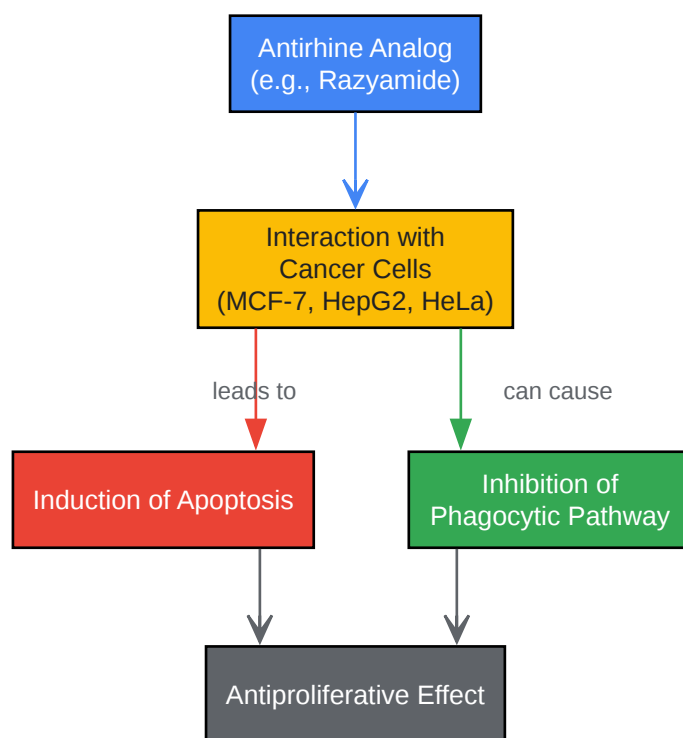 Antirhine Analog
(e.g., Razyamide)
Interaction with
Cancer Cells
(MCF-7, HepG2, HeLa)
leads to
can cause
Induction of Apoptosis
Inhibition of
Phagocytic Pathway
Antiproliferative Effect